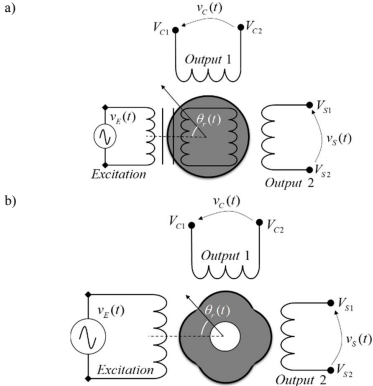 a)
v_C(t)
V_C1
V_C2
Output 1
v_E(t)
θ_r(t)
V_S1
v_S(t)
V_S2
Excitation
Output 2
b)
v_C(t)
V_C1
V_C2
Output 1
v_E(t)
θ_r(t)
V_S1
v_S(t)
Excitation
V_S2
Output 2